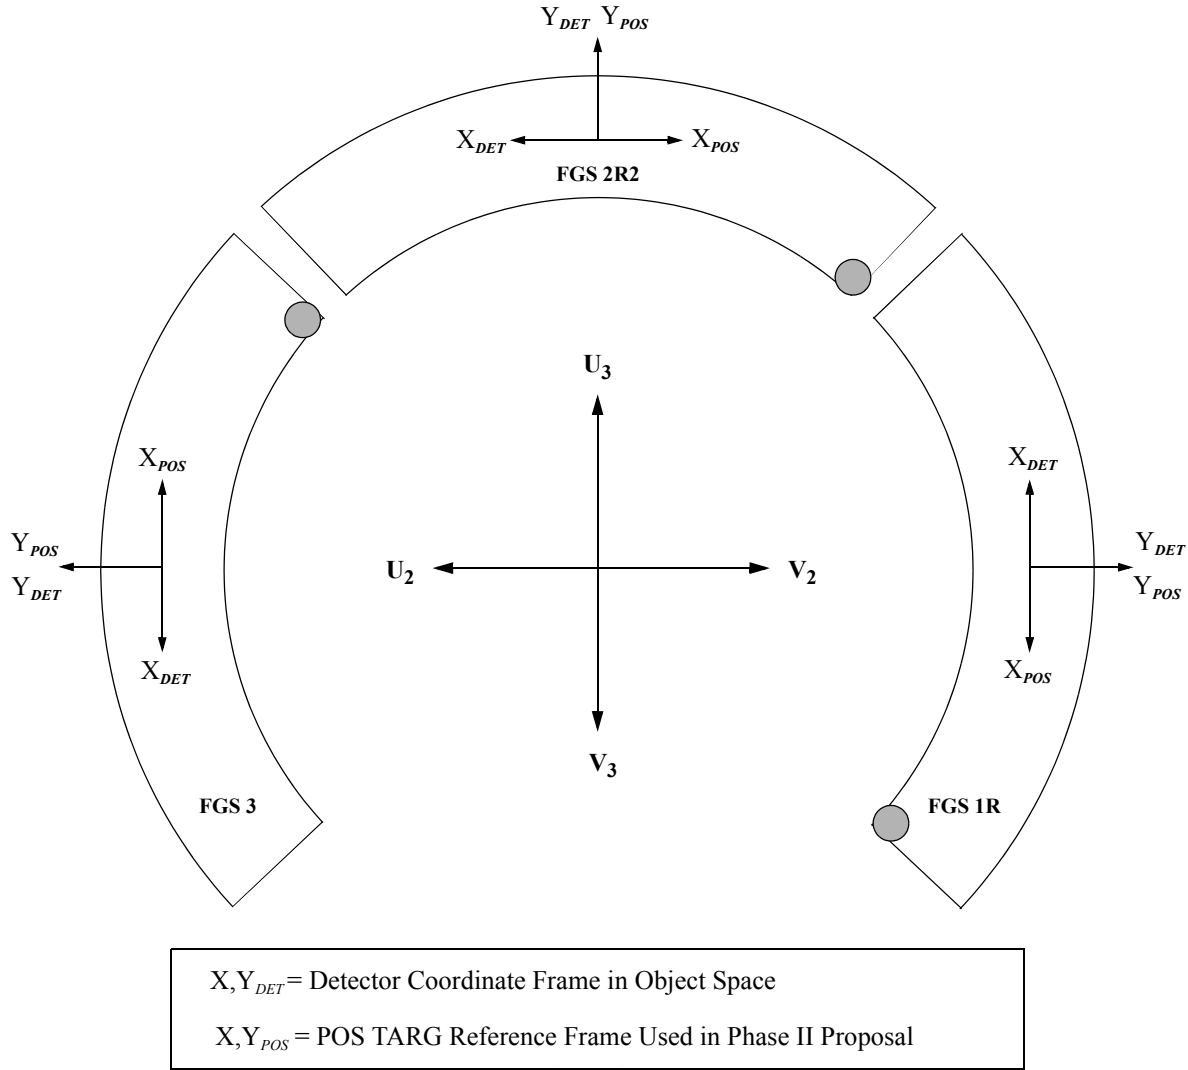 Y_DET Y_POS
X_DET X_POS
FGS 2R2
U_3
X_POS X_DET
Y_POS Y_DET
U_2 V_2
Y_DET Y_POS
X_DET X_POS
V_3
FGS 3 FGS 1R
X,Y_DET = Detector Coordinate Frame in Object Space
X,Y_POS = POS TARG Reference Frame Used in Phase II Proposal